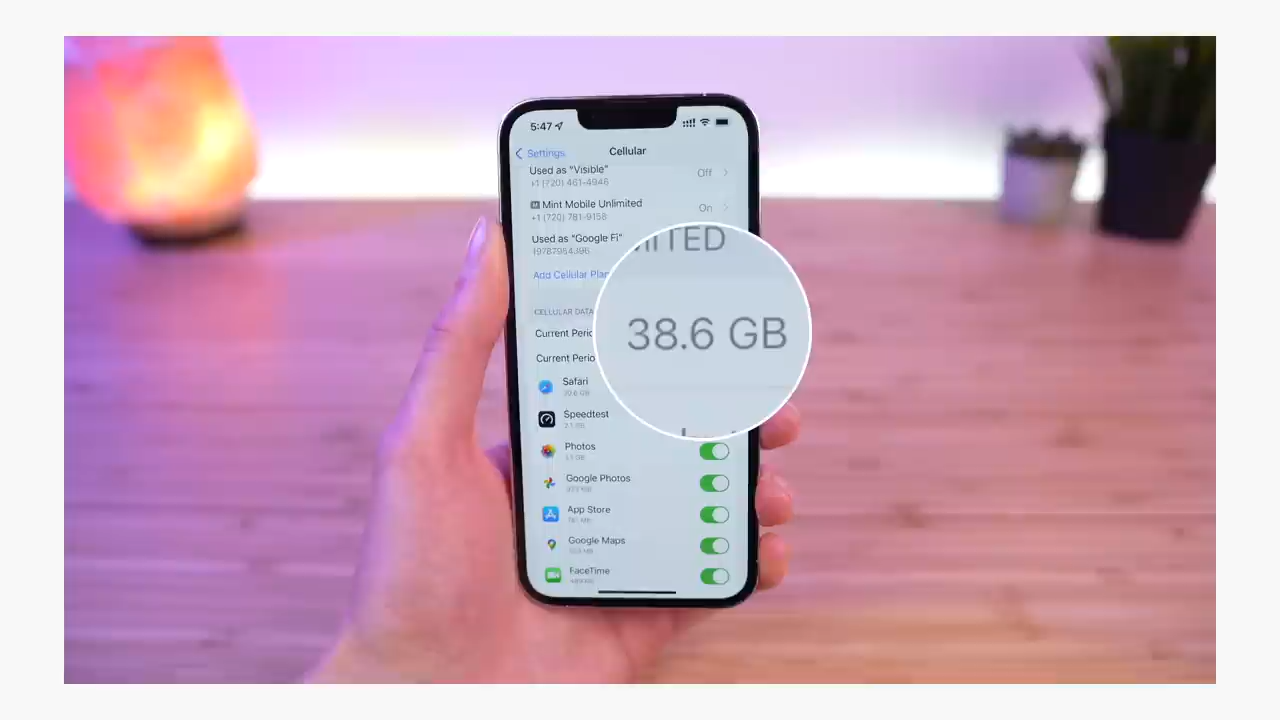 5:47
Settings
Cellular
Used as "Visible"
+1 (720) 461-4946
Off
Mint Mobile Unlimited
+1 (720) 781-9158
On
Used as "Google Fi"
Add Cellular Plan
CELLULAR DATA
38.6 GB
Current
Current
Safari
Speedtest
Photos
Google Photos
App Store
Google Maps
FaceTime